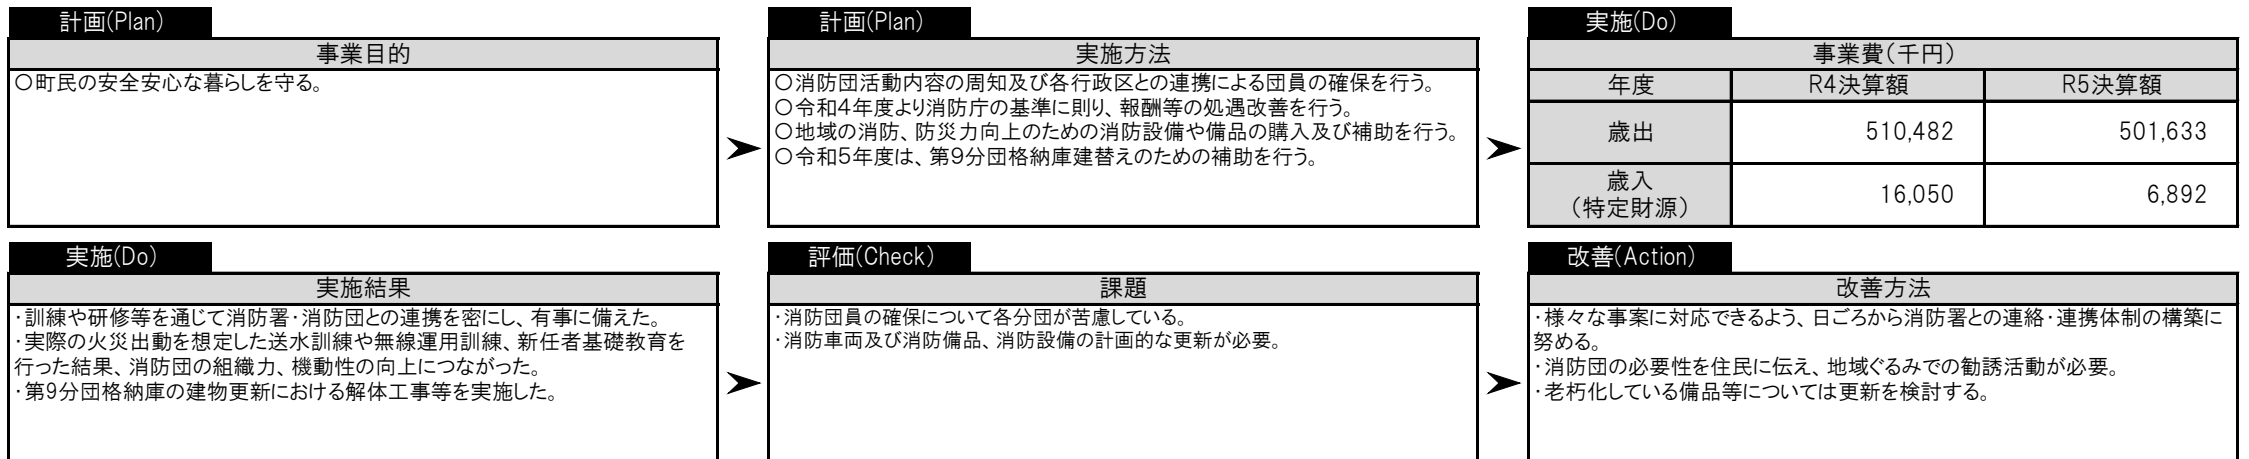 計画(Plan)
事業目的
〇町民の安全安心な暮らしを守る。
計画(Plan)
実施方法
〇消防団活動内容の周知及び各行政区との連携による団員の確保を行う。
〇令和4年度より消防庁の基準に則り、報酬等の処遇改善を行う。
〇地域の消防、防災力向上のための消防設備や備品の購入及び補助を行う。
〇令和5年度は、第9分団格納庫建替えのための補助を行う。
実施(Do)
事業費(千円)
年度 R4決算額 R5決算額
歳出 510,482 501,633
歳入
(特定財源) 16,050 6,892
実施(Do)
実施結果
・訓練や研修等を通じて消防署・消防団との連携を密にし、有事に備えた。
・実際の火災出動を想定した送水訓練や無線運用訓練、新任者基礎教育を
行った結果、消防団の組織力、機動性の向上につながった。
・第9分団格納庫の建物更新における解体工事等を実施した。
評価(Check)
課題
・消防団員の確保について各分団が苦慮している。
・消防車両及び消防備品、消防設備の計画的な更新が必要。
改善(Action)
改善方法
・様々な事案に対応できるよう、日ごろから消防署との連絡・連携体制の構築に
努める。
・消防団の必要性を住民に伝え、地域ぐるみでの勧誘活動が必要。
・老朽化している備品等については更新を検討する。